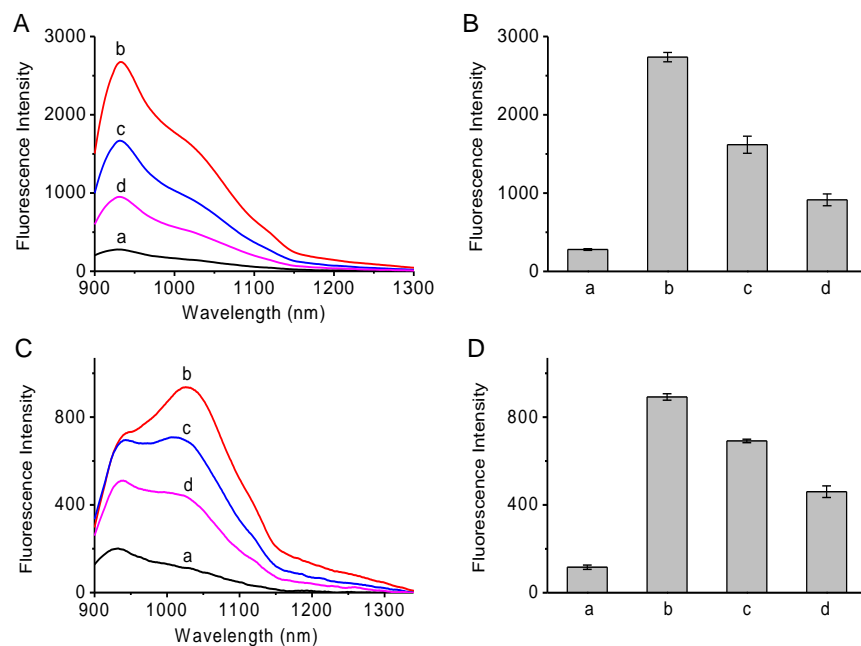 A
Fluorescence Intensity
3000
2000
1000
0
b
c
d
a
900 1000 1100 1200 1300
Wavelength (nm)
B
Fluorescence Intensity
3000
2000
1000
0
a b c d
C
Fluorescence Intensity
800
400
0
b
c
d
a
900 1000 1100 1200 1300
Wavelength (nm)
D
Fluorescence Intensity
800
400
0
a b c d